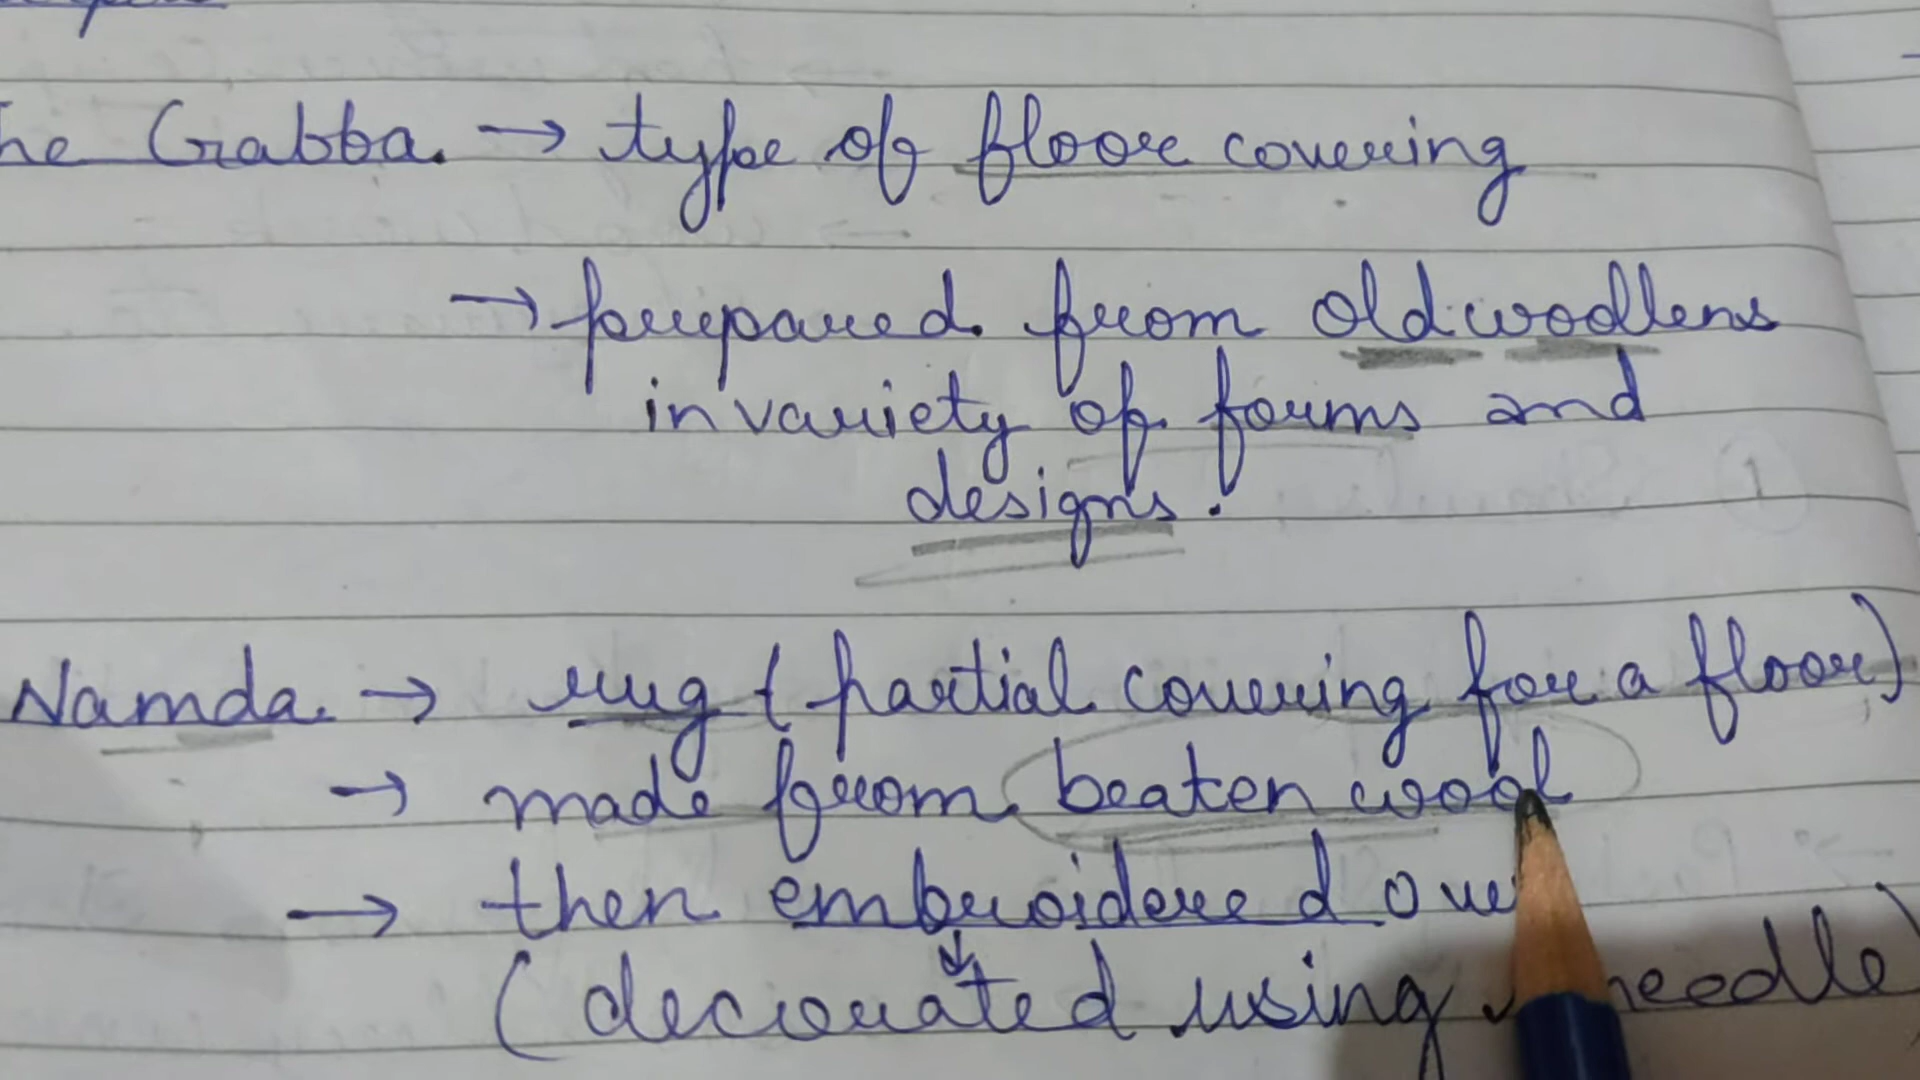 he Gabba. → type of floor covering
→ prepared from old woollens
in variety of forms and
designs.
Namda. → rug ( partial covering for a floor)
→ made from beaten wool
→ then embroidered ove
↓
( decorated using needle)